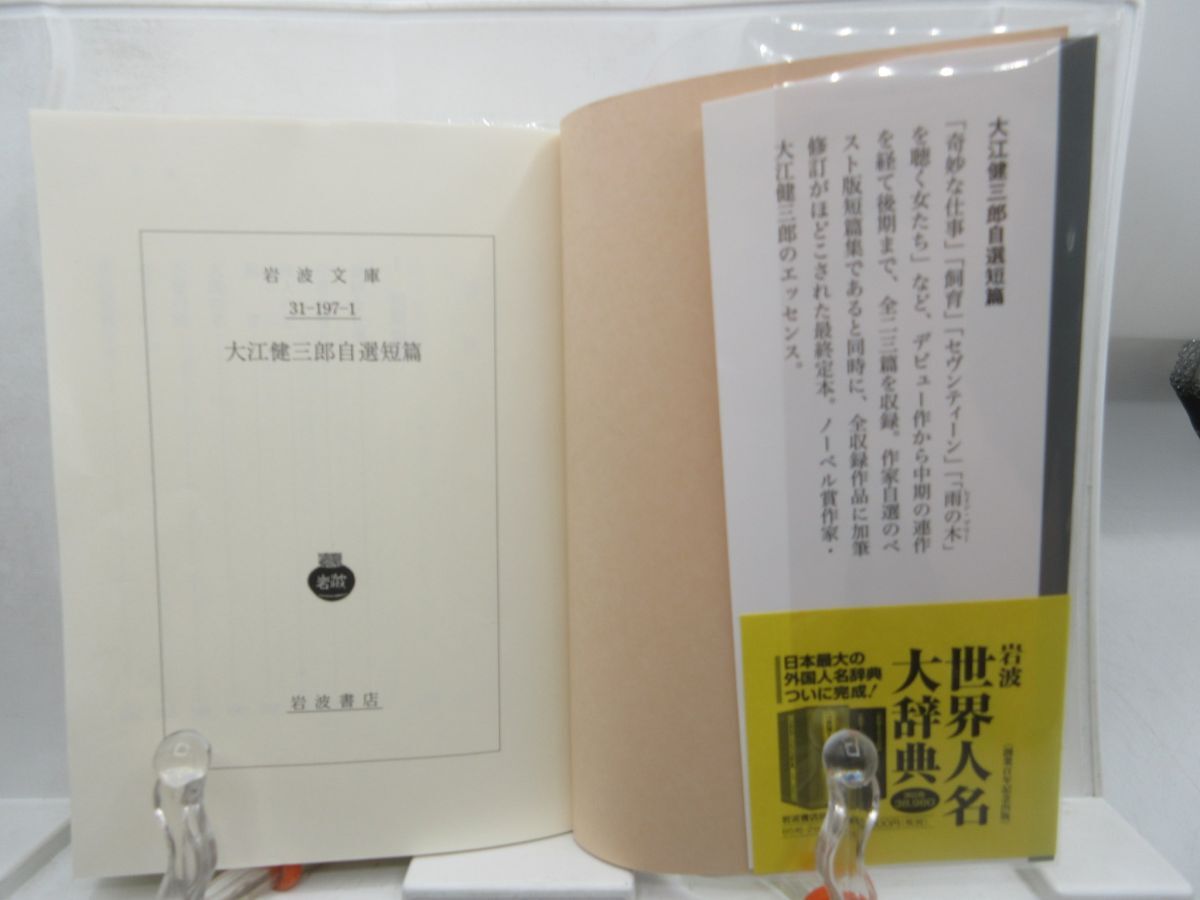 岩波文庫
31-197-1
大江健三郎自選短篇
岩波
岩波書店
大江健三郎自選短篇
「奇妙な仕事」「飼育」「セヴンティーン」「「雨の木」
を聴く女たち」など、デビュー作から中期の連作
を経て後期まで、全二三篇を収録。作家自選のベ
スト版短篇集であると同時に、全収録作品に加筆
修訂がほどこされた最終定本。ノーベル賞作家・
大江健三郎のエッセンス。
岩波
世界人名
大辞典
日本最大の
外国人名辞典
ついに完成!